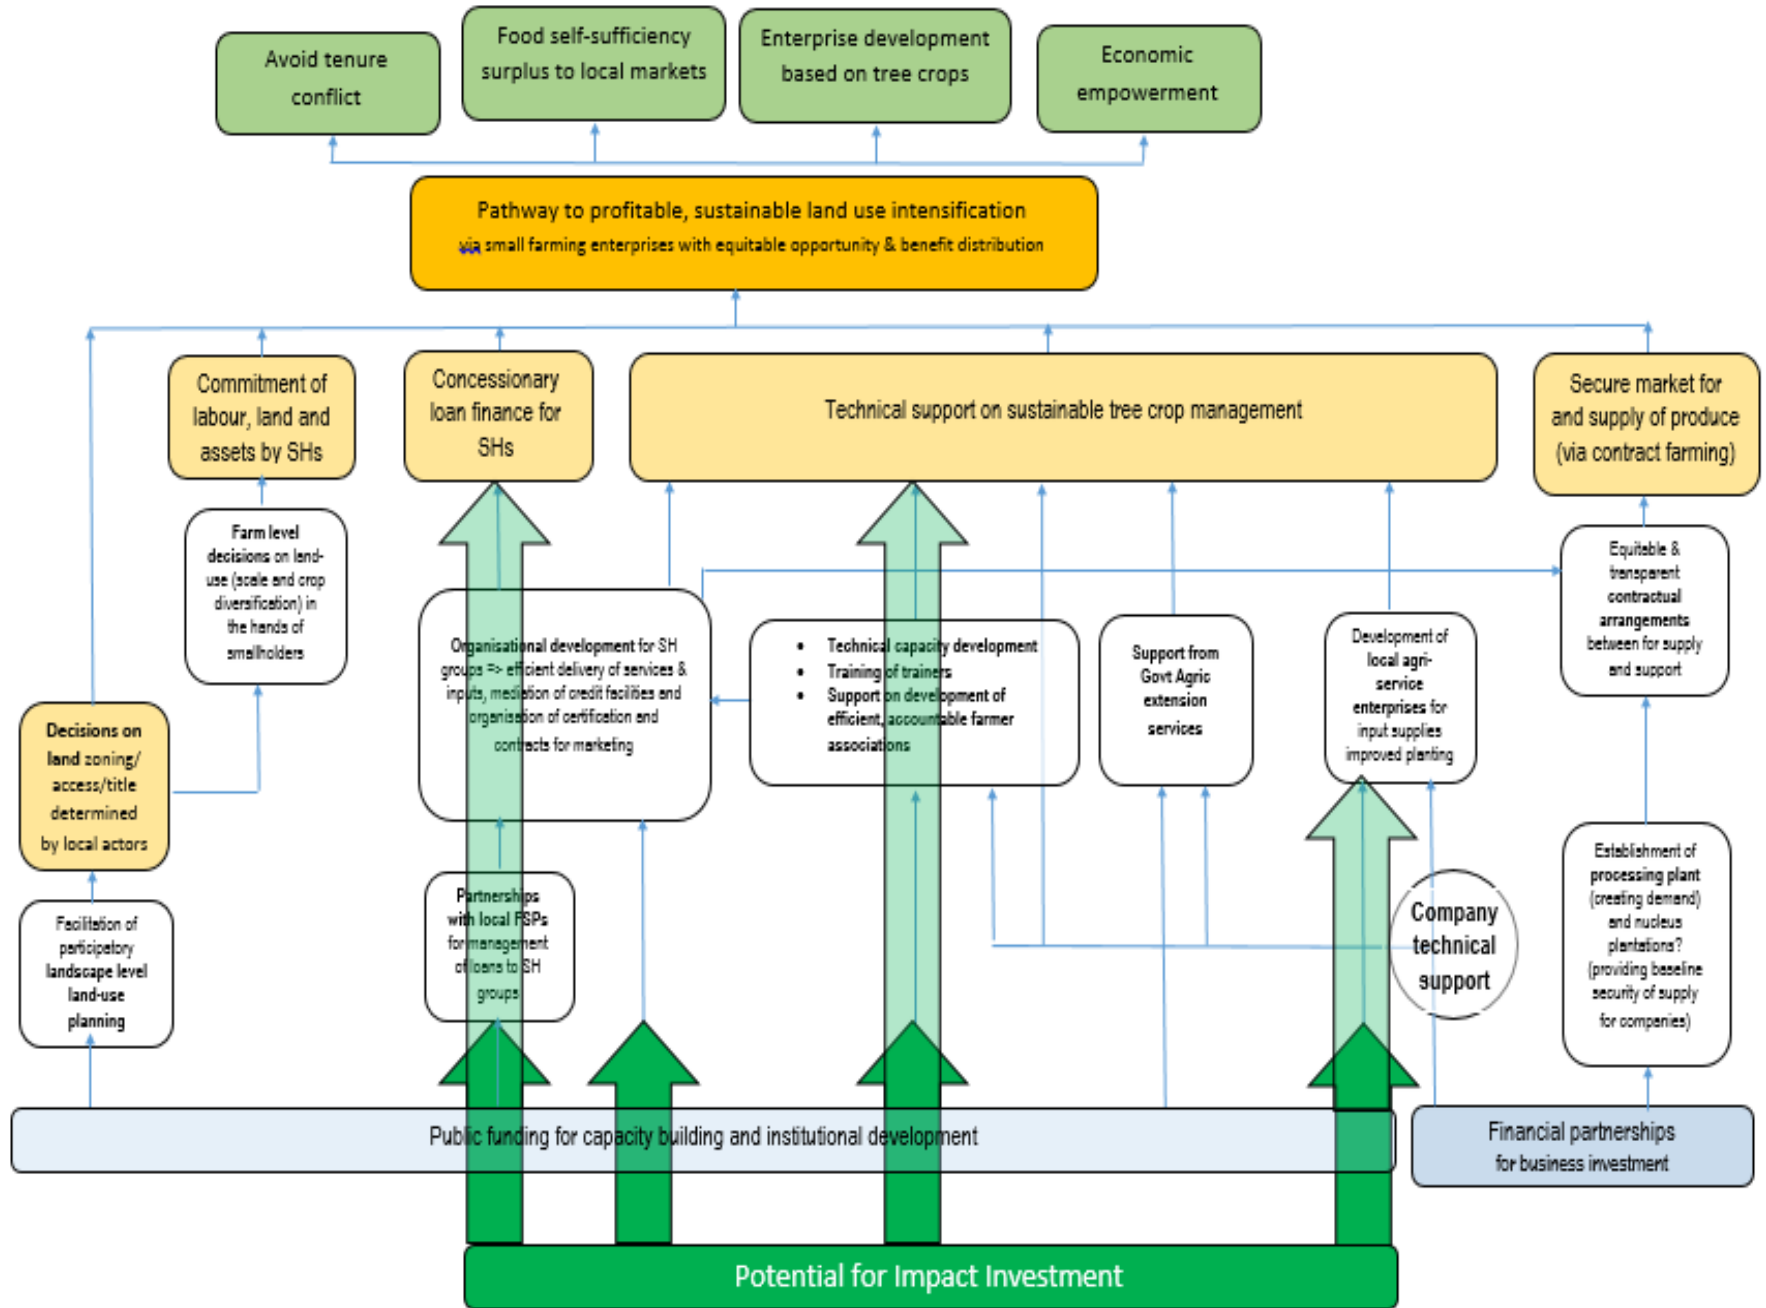 Avoid tenure
conflict
Food self-sufficiency
surplus to local markets
Enterprise development
based on tree crops
Economic
empowerment
Pathway to profitable, sustainable land use intensification
via small farming enterprises with equitable opportunity & benefit distribution
Commitment of
labour, land and
assets by SHs
Concessionary
loan finance for
SHs
Technical support on sustainable tree crop management
Secure market for
and supply of produce
(via contract farming)
Farm level
decisions on land-
use (scale and crop
diversification) in
the hands of
smallholders
Equitable &
transparent
contractual
arrangements
between for supply
and support
Organisational development for SH
groups => efficient delivery of services &
inputs, mediation of credit facilities and
organisation of certification and
contracts for marketing
• Technical capacity development
• Training of trainers
• Support on development of
efficient, accountable farmer
associations
Support from
Govt Agric
extension
services
Development of
local agri-
service
enterprises for
input supplies
improved planting
Decisions on
land zoning/
access/title
determined
by local actors
Facilitation of
participatory
landscape level
land-use
planning
Partnerships
with local FSPs
for management
of loans to SH
groups
Company
technical
support
Establishment of
processing plant
(creating demand)
and nucleus
plantations?
(providing baseline
security of supply
for companies)
Public funding for capacity building and institutional development
Financial partnerships
for business investment
Potential for Impact Investment